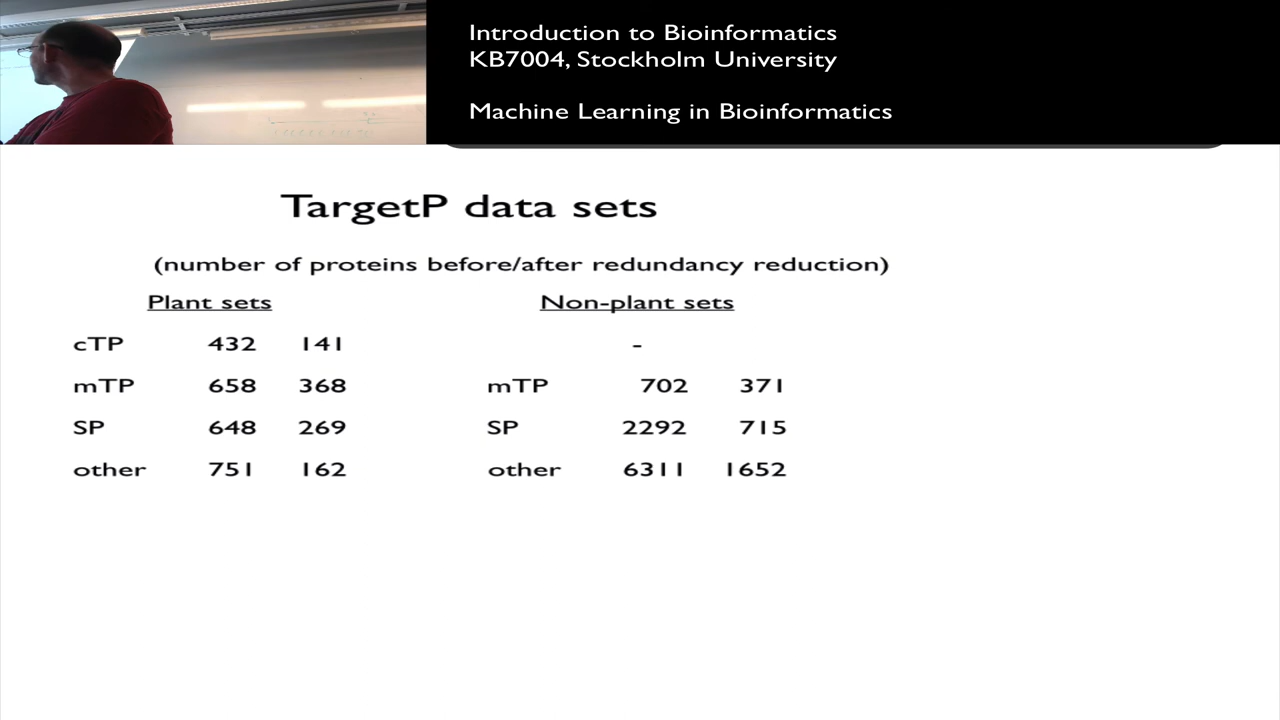 Introduction to Bioinformatics
KB7004, Stockholm University
Machine Learning in Bioinformatics
TargetP data sets
(number of proteins before/after redundancy reduction)
Plant sets
cTP 432 141
mTP 658 368
SP 648 269
other 751 162
Non-plant sets
-
mTP 702 371
SP 2292 715
other 6311 1652